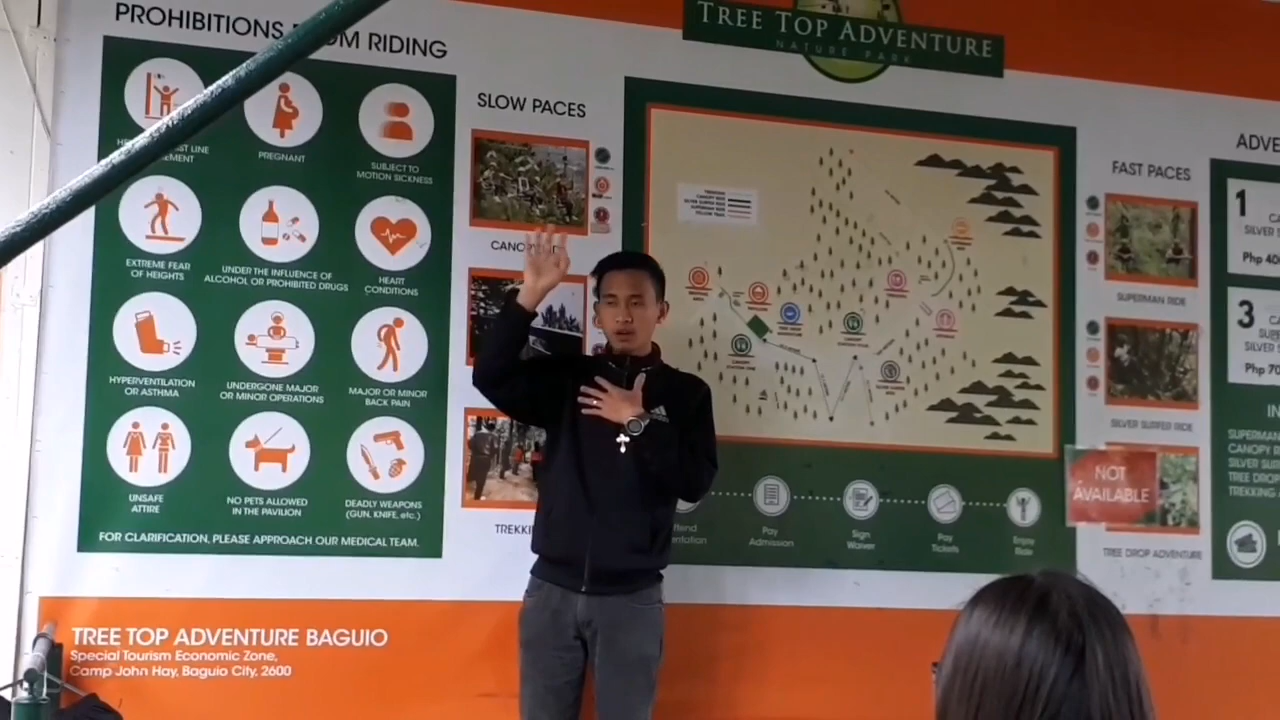 PROHIBITIONS FROM RIDING
PREGNANT
SUBJECT TO
MOTION SICKNESS
EXTREME FEAR
OF HEIGHTS
UNDER THE INFLUENCE OF
ALCOHOL OR PROHIBITED DRUGS
HEART
CONDITIONS
HYPERVENTILATION
OR ASTHMA
UNDERGONE MAJOR
OR MINOR OPERATIONS
MAJOR OR MINOR
BACK PAIN
UNSAFE
ATTIRE
NO PETS ALLOWED
IN THE PAVILION
DEADLY WEAPONS
(GUN, KNIFE, etc.)
FOR CLARIFICATION, PLEASE APPROACH OUR MEDICAL TEAM.
TREE TOP ADVENTURE BAGUIO
Special Tourism Economic Zone,
Camp John Hay, Baguio City, 2600
SLOW PACES
TREE TOP ADVENTURE
NATURE PARK
Pay
Admission
Sign
Waiver
Pay
Tickets
Enjoy
Ride
FAST PACES
SUPERMAN RIDE
SILVER SURFER RIDE
NOT
AVAILABLE
TREE DROP ADVENTURE
1
Php
3
Php